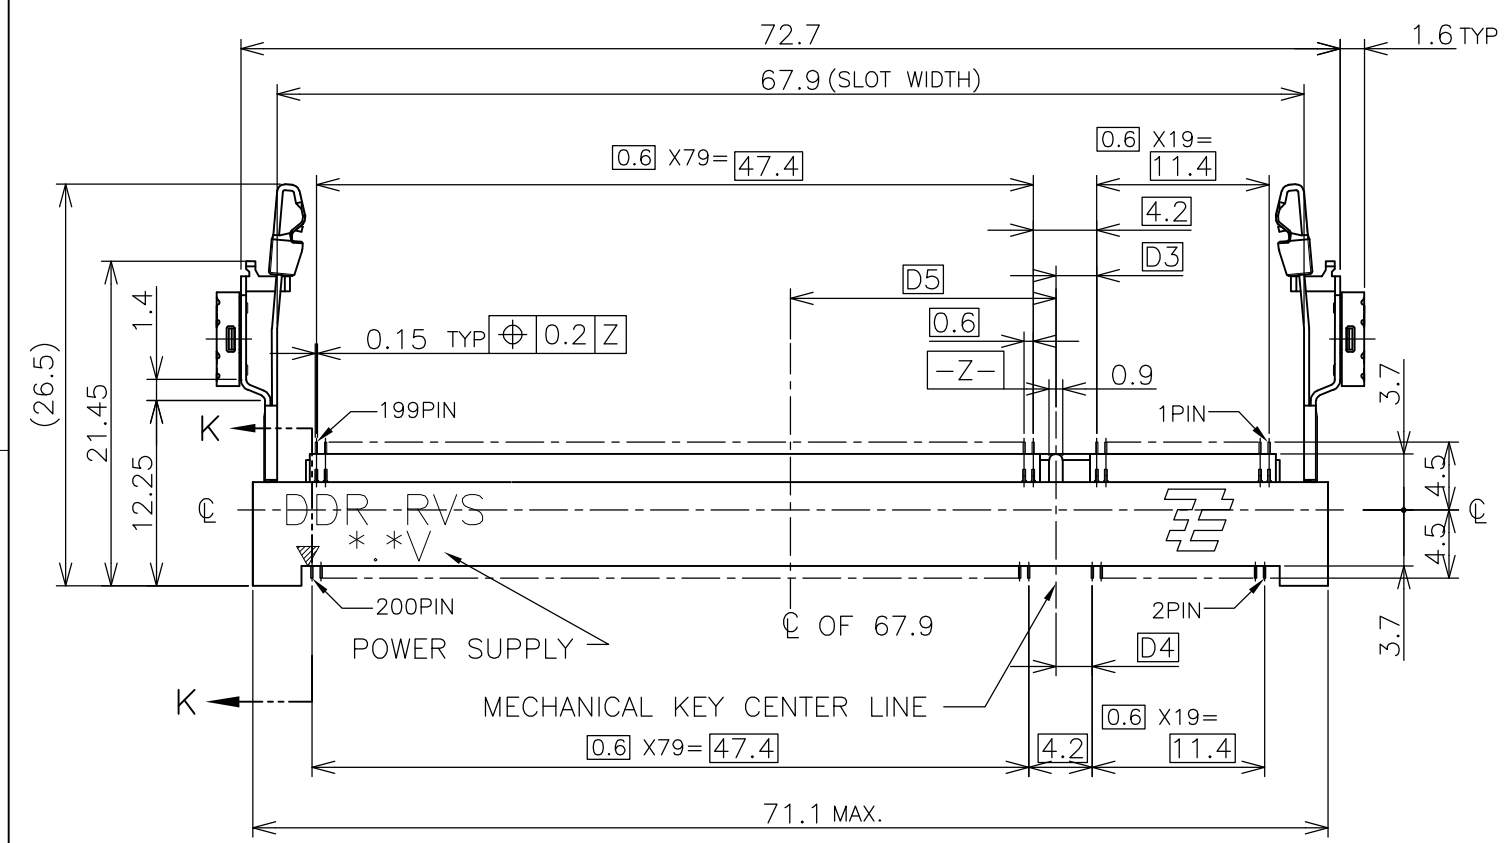 72.7
1.6 TYP
67.9 (SLOT WIDTH)
0.6 X79= 47.4
0.6 X19=
11.4
4.2
D3
D5
0.6
-Z-
0.9
0.15 TYP ⌖ 0.2 Z
1.4
(26.5)
21.45
12.25
3.7
4.5
4.5
3.7
199PIN
1PIN
K
℄
DDR RVS
*.*V
℄
200PIN
2PIN
POWER SUPPLY
℄ OF 67.9
D4
K
MECHANICAL KEY CENTER LINE
0.6 X19=
0.6 X79= 47.4
4.2
11.4
71.1 MAX.